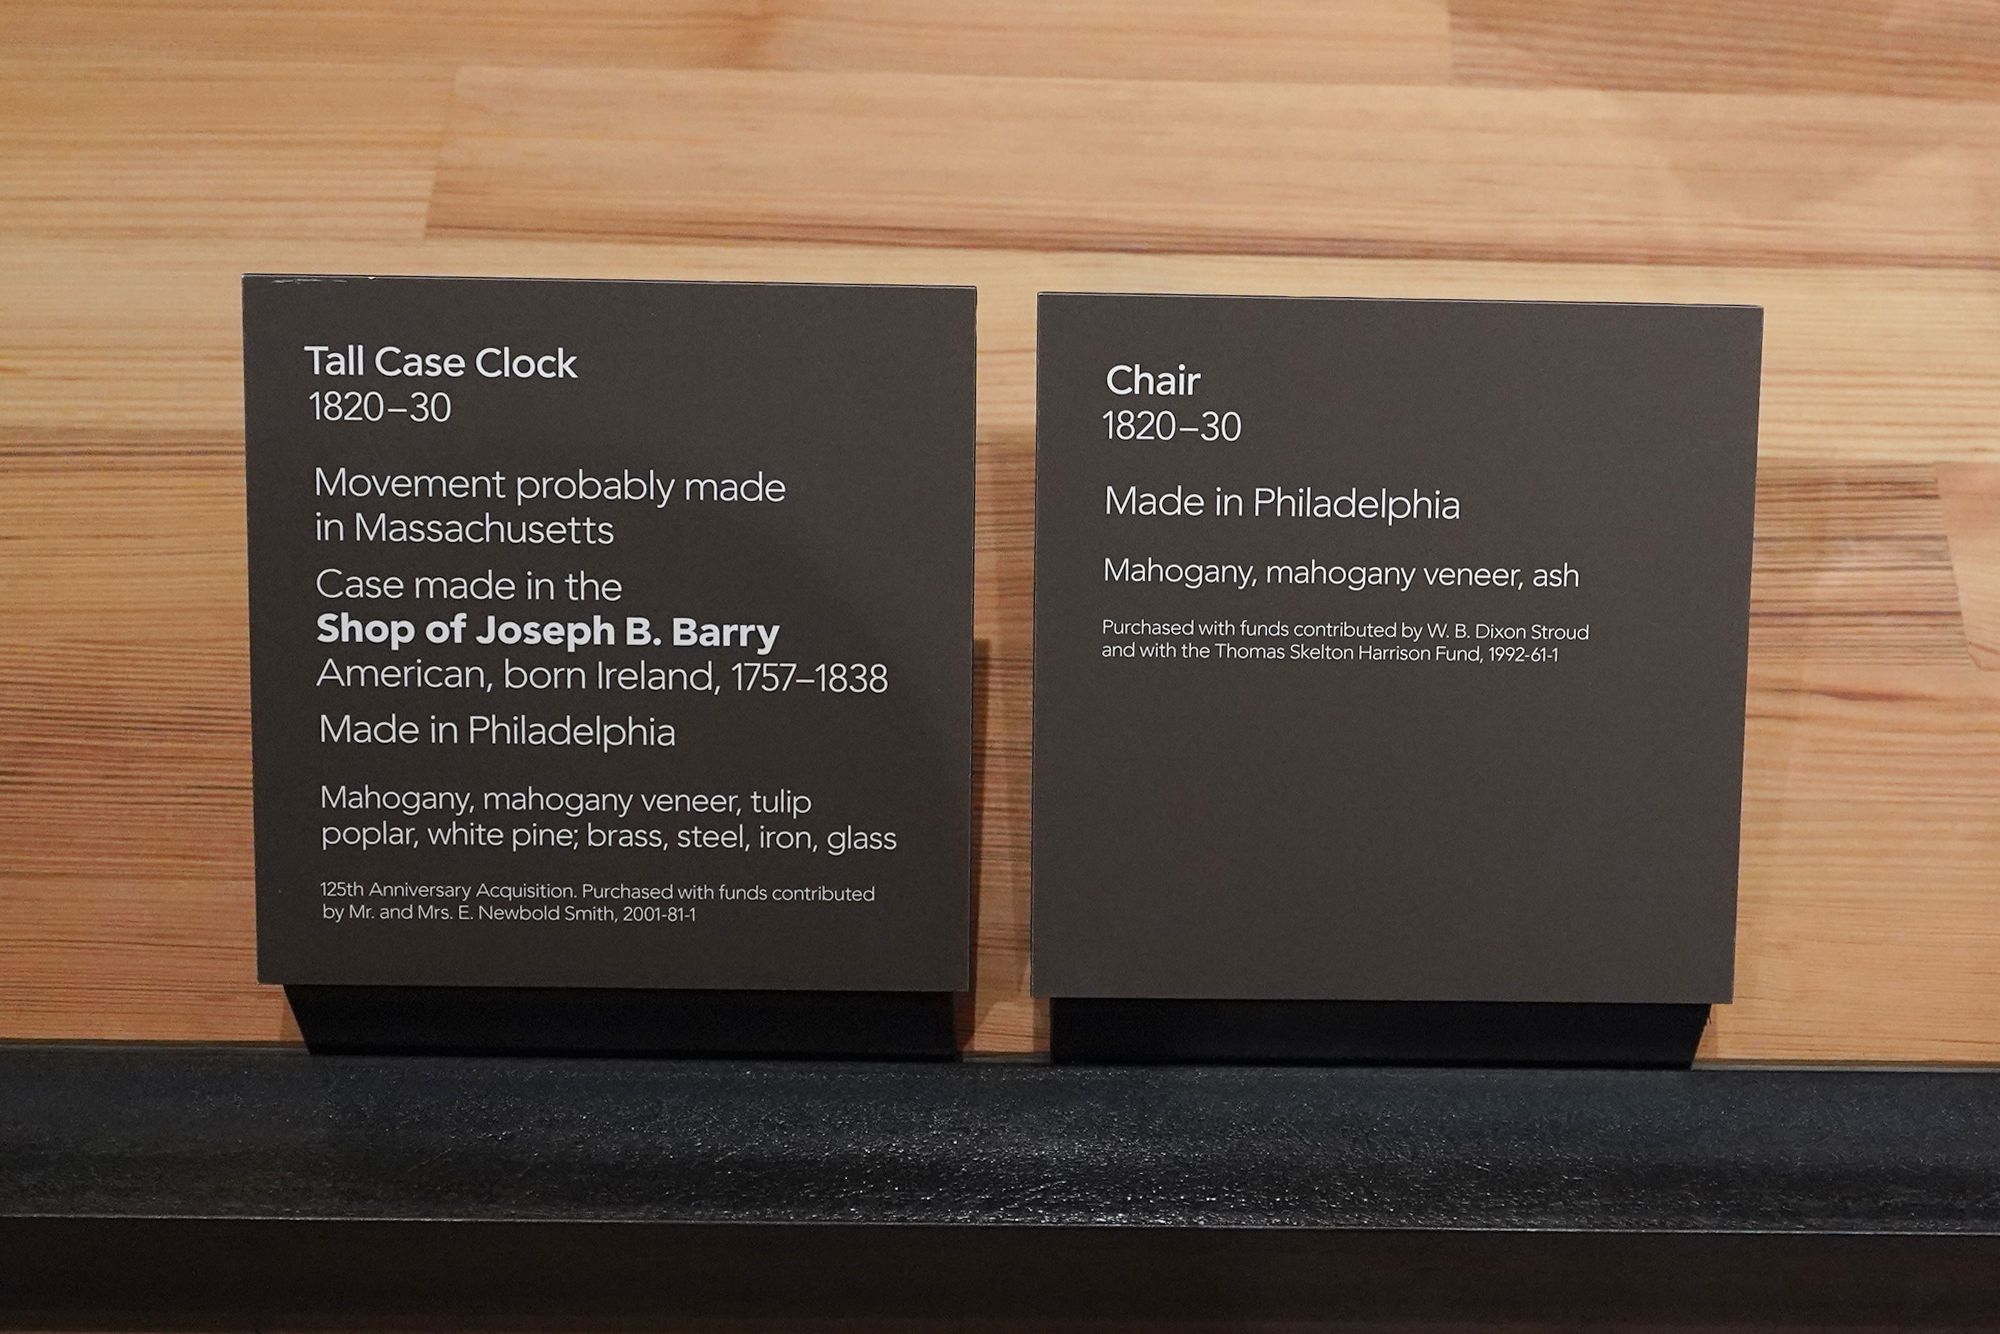 Tall Case Clock
1820–30
Movement probably made
in Massachusetts
Case made in the
Shop of Joseph B. Barry
American, born Ireland, 1757–1838
Made in Philadelphia
Mahogany, mahogany veneer, tulip
poplar, white pine; brass, steel, iron, glass
125th Anniversary Acquisition. Purchased with funds contributed
by Mr. and Mrs. E. Newbold Smith, 2001-81-1
Chair
1820–30
Made in Philadelphia
Mahogany, mahogany veneer, ash
Purchased with funds contributed by W. B. Dixon Stroud
and with the Thomas Skelton Harrison Fund, 1992-61-1